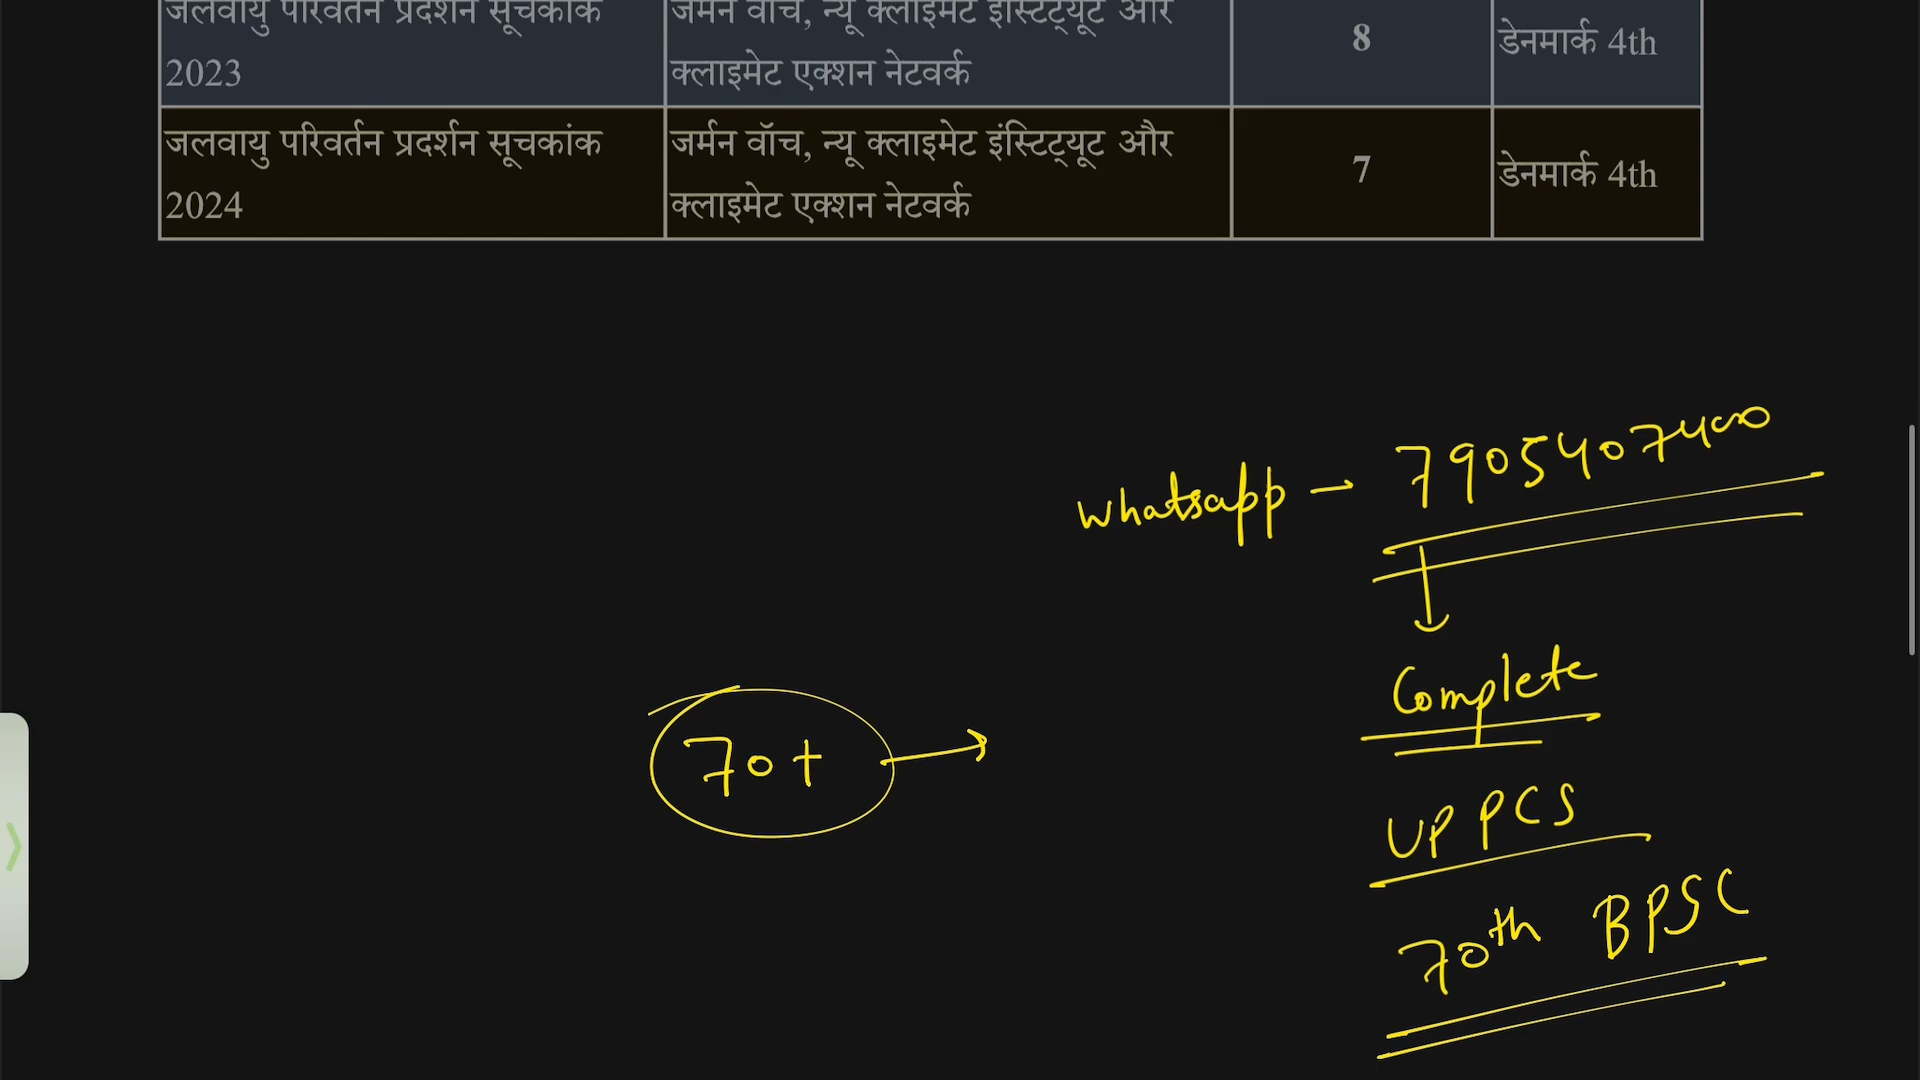 जलवायु परिवर्तन प्रदर्शन सूचकांक
2023
जर्मन वॉच, न्यू क्लाइमेट इंस्टिट्यूट और
क्लाइमेट एक्शन नेटवर्क
8
डेनमार्क 4th
जलवायु परिवर्तन प्रदर्शन सूचकांक
2024
जर्मन वॉच, न्यू क्लाइमेट इंस्टिट्यूट और
क्लाइमेट एक्शन नेटवर्क
7
डेनमार्क 4th
Whatsapp - 7905407400
Complete
70+
UP PCS
70th BPSC